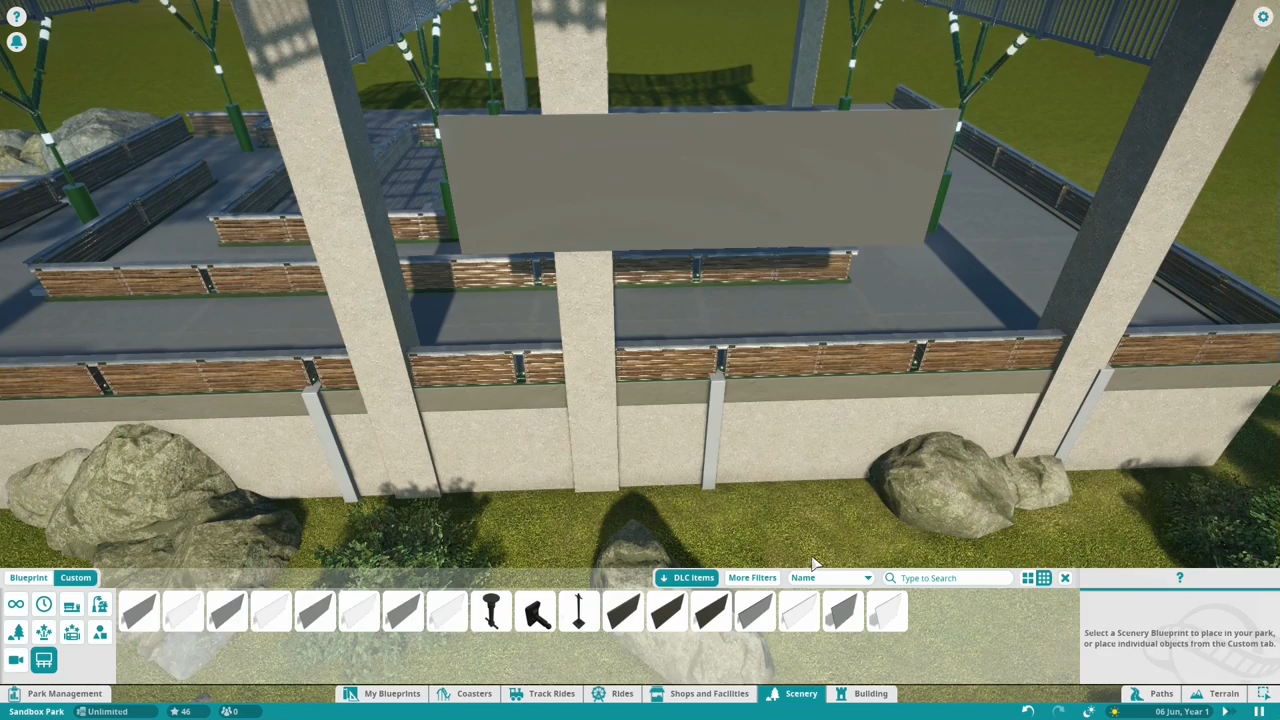 ?
Blueprint
Custom
DLC Items
More Filters
Name
Type to Search
?
Select a Scenery Blueprint to place in your park,
or place individual objects from the Custom tab.
Park Management
My Blueprints
Coasters
Track Rides
Rides
Shops and Facilities
Scenery
Building
Paths
Terrain
Sandbox Park
Unlimited
46
0
06 Jun, Year 1